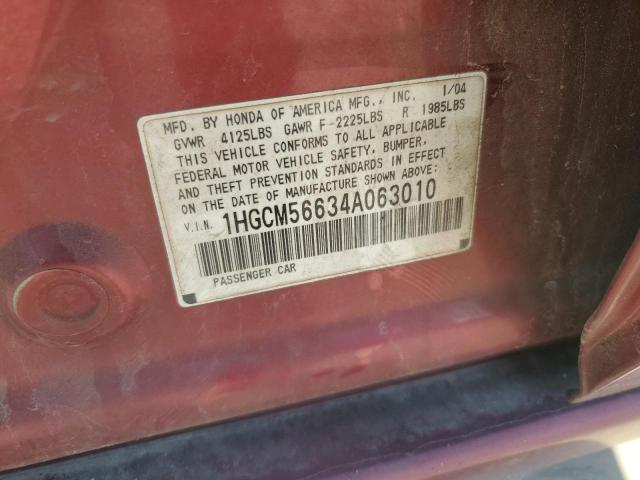 MFD. BY HONDA OF AMERICA MFG., INC. 1/04
GVWR 4125LBS GAWR F-2225LBS R 1985LBS
THIS VEHICLE CONFORMS TO ALL APPLICABLE
FEDERAL MOTOR VEHICLE SAFETY, BUMPER,
AND THEFT PREVENTION STANDARDS IN EFFECT
ON THE DATE OF MANUFACTURE SHOWN ABOVE.
V.I.N. 1HGCM56634A063010
PASSENGER CAR